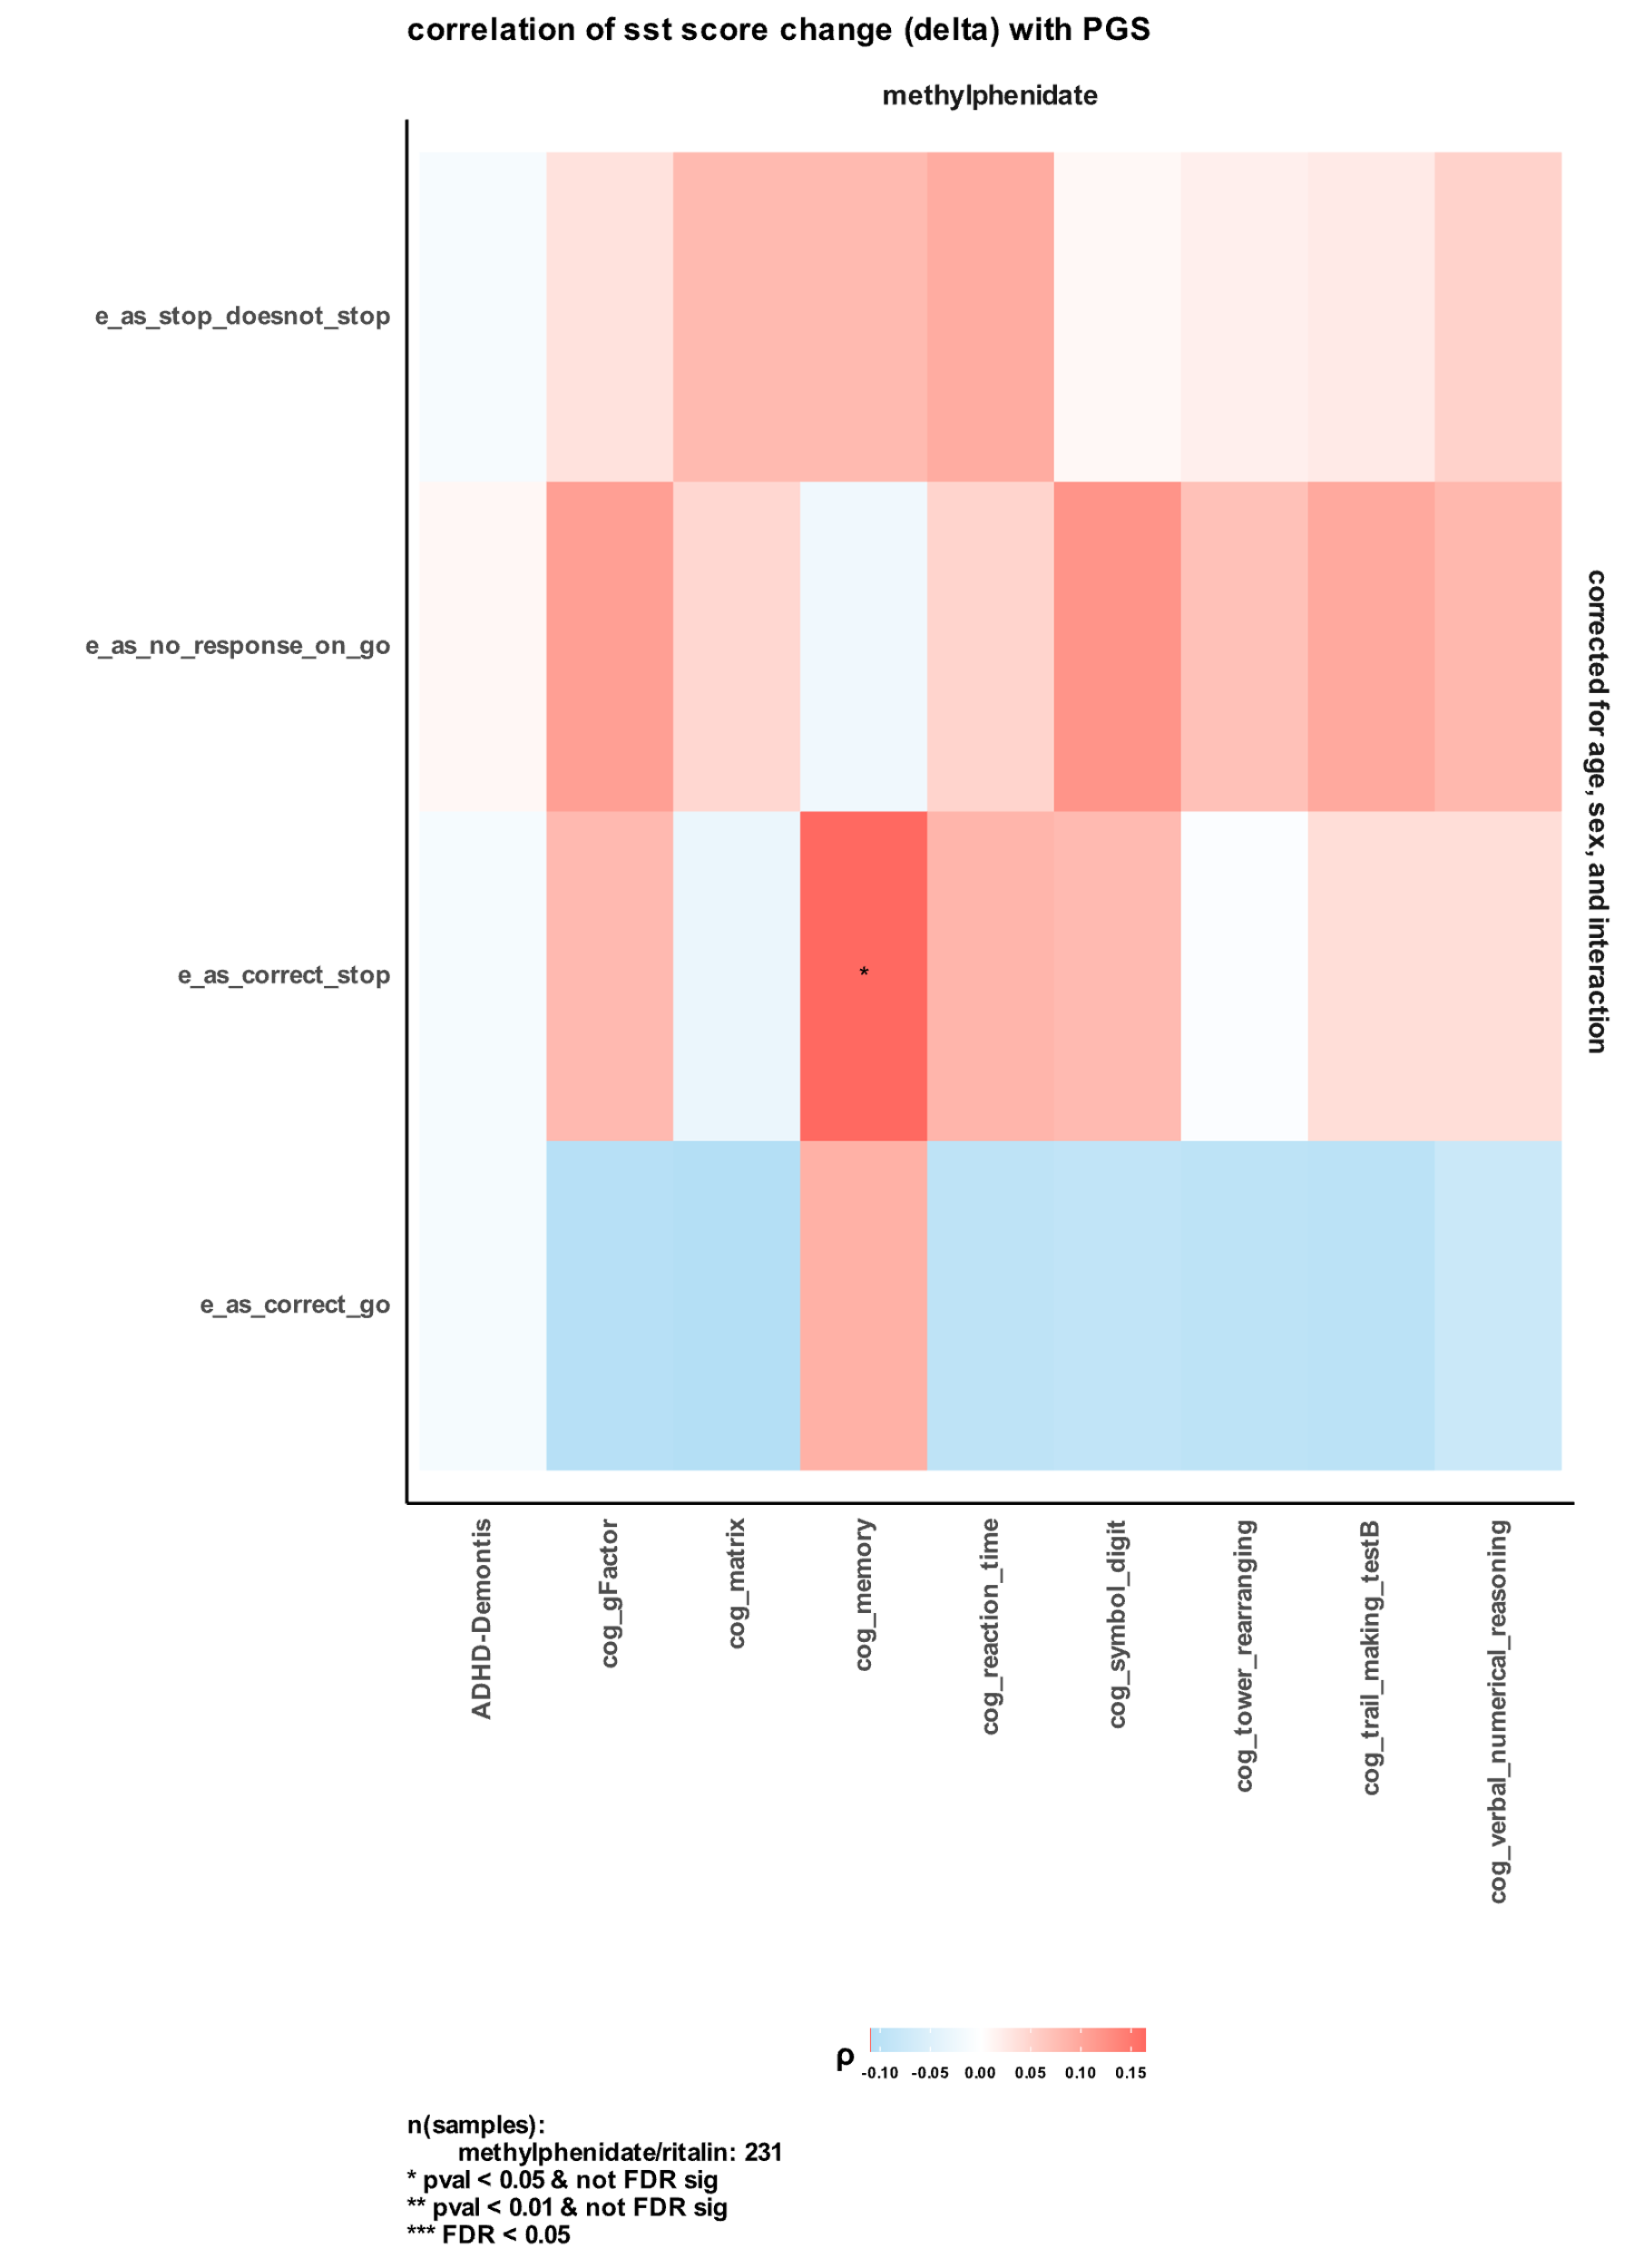 correlation of sst score change (delta) with PGS
methylphenidate
e_as_stop_doesnot_stop
e_as_no_response_on_go
e_as_correct_stop
*
e_as_correct_go
corrected for age, sex, and interaction
ADHD-Demontis
cog_gFactor
cog_matrix
cog_memory
cog_reaction_time
cog_symbol_digit
cog_tower_rearranging
cog_trail_making_testB
cog_verbal_numerical_reasoning
ρ
-0.10 -0.05 0.00 0.05 0.10 0.15
n(samples):
methylphenidate/ritalin: 231
* pval < 0.05 & not FDR sig
** pval < 0.01 & not FDR sig
*** FDR < 0.05